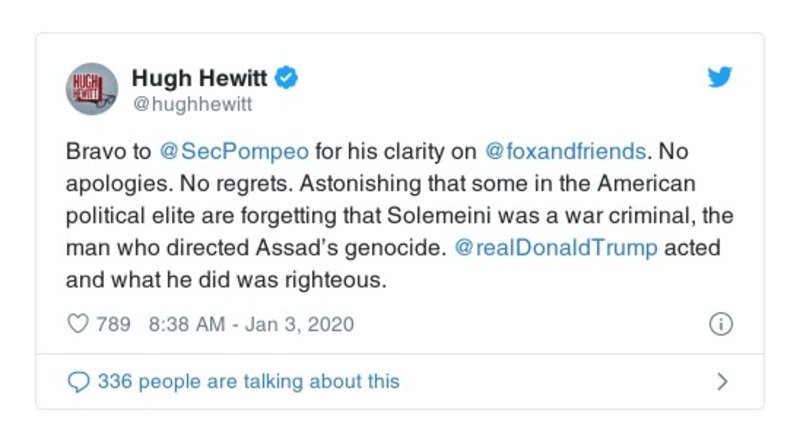 HUGH
HEWITT
Hugh Hewitt
@hughhewitt
Bravo to @SecPompeo for his clarity on @foxandfriends. No
apologies. No regrets. Astonishing that some in the American
political elite are forgetting that Solemeini was a war criminal, the
man who directed Assad’s genocide. @realDonaldTrump acted
and what he did was righteous.
789 8:38 AM - Jan 3, 2020
336 people are talking about this